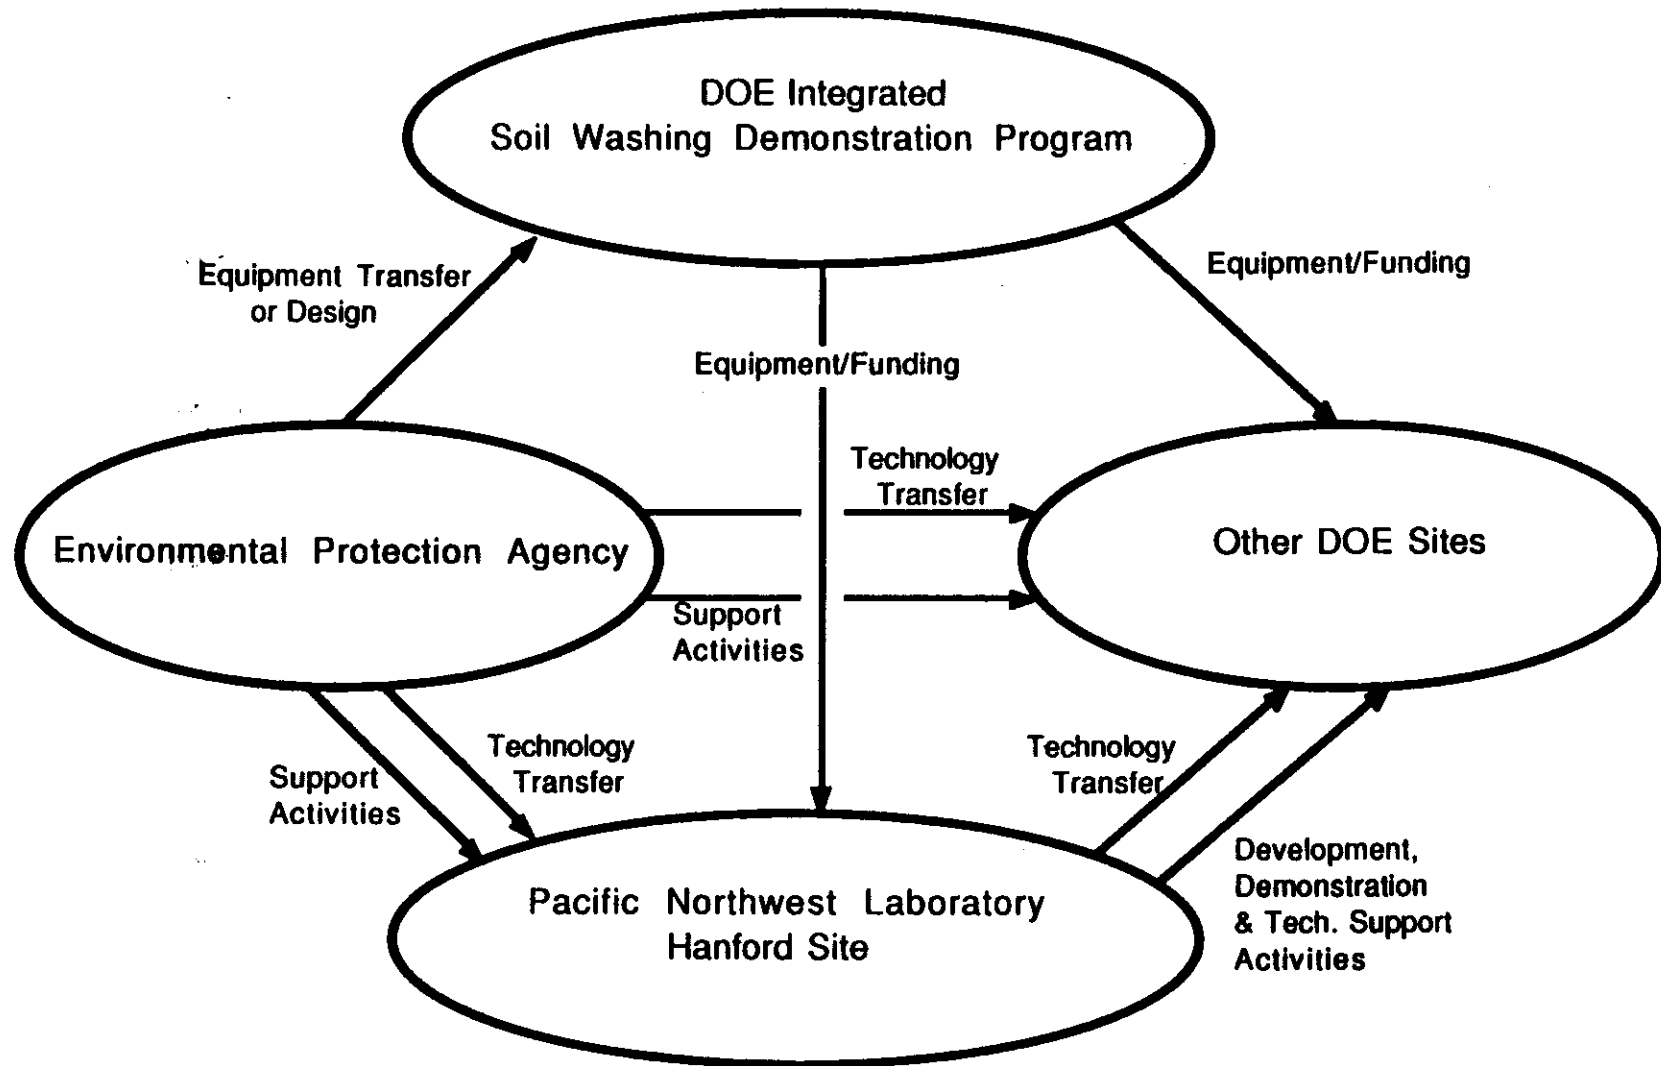 DOE Integrated
Soil Washing Demonstration Program
Equipment Transfer
or Design
Equipment/Funding
Equipment/Funding
Technology
Transfer
Environmental Protection Agency
Other DOE Sites
Support
Activities
Technology
Transfer
Support
Activities
Technology
Transfer
Development,
Demonstration
& Tech. Support
Activities
Pacific Northwest Laboratory
Hanford Site